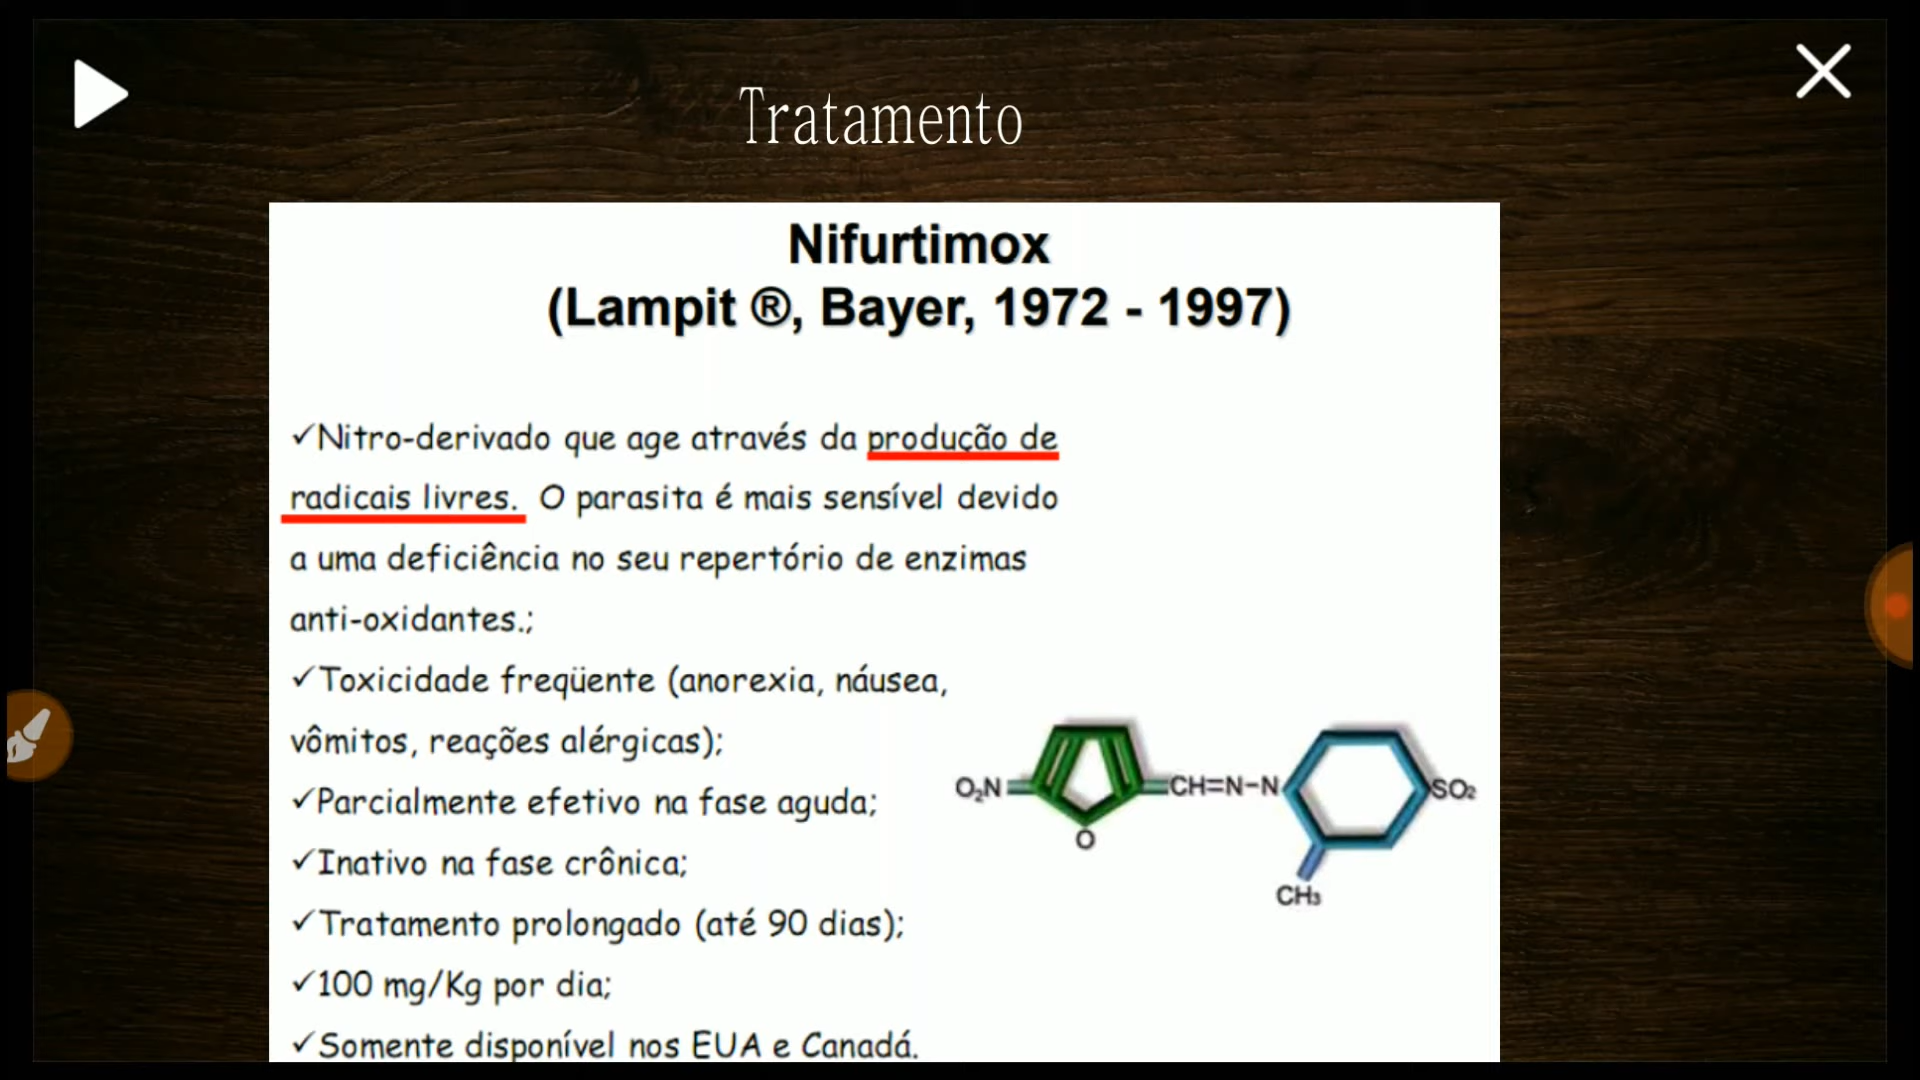 Tratamento
Nifurtimox
(Lampit ®, Bayer, 1972 - 1997)
✓Nitro-derivado que age através da produção de
radicais livres. O parasita é mais sensível devido
a uma deficiência no seu repertório de enzimas
anti-oxidantes.;
✓Toxicidade freqüente (anorexia, náusea,
vômitos, reações alérgicas);
✓Parcialmente efetivo na fase aguda;
✓Inativo na fase crônica;
✓Tratamento prolongado (até 90 dias);
✓100 mg/Kg por dia;
✓Somente disponível nos EUA e Canadá.
O₂N
CH=N-N
SO₂
O
CH₃